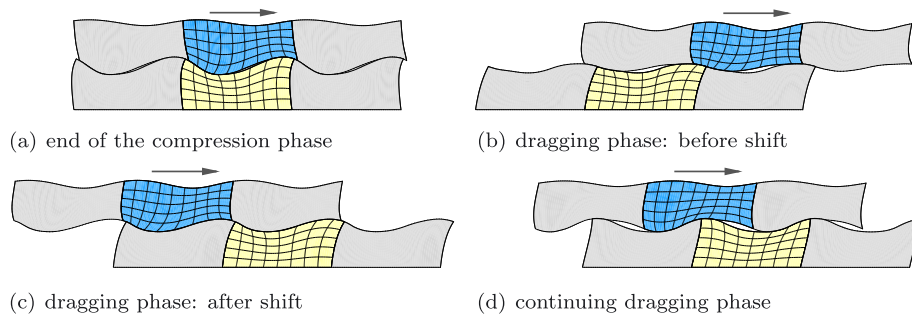 (a) end of the compression phase
(b) dragging phase: before shift
(c) dragging phase: after shift
(d) continuing dragging phase